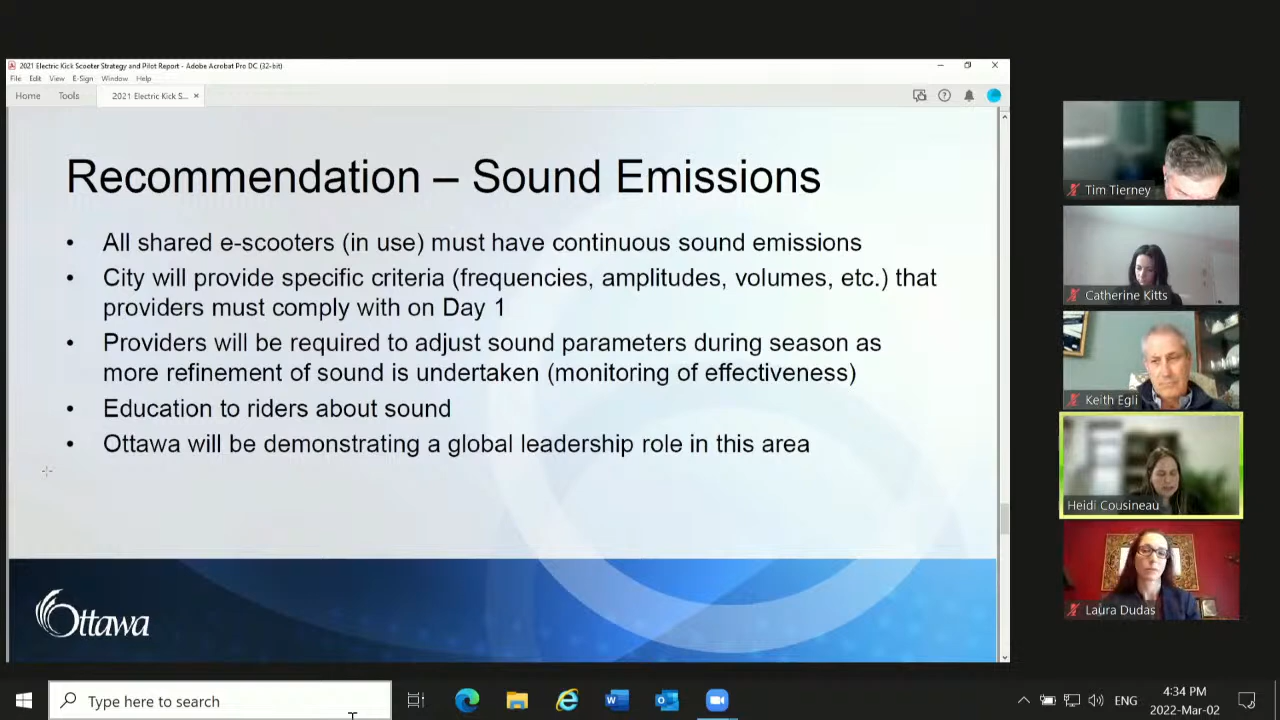 2021 Electric Kick Scooter Strategy and Pilot Report - Adobe Acrobat Pro DC (32-bit)
File Edit View E-Sign Window Help
Home Tools 2021 Electric Kick S... ×
Recommendation – Sound Emissions
• All shared e-scooters (in use) must have continuous sound emissions
• City will provide specific criteria (frequencies, amplitudes, volumes, etc.) that
providers must comply with on Day 1
• Providers will be required to adjust sound parameters during season as
more refinement of sound is undertaken (monitoring of effectiveness)
• Education to riders about sound
• Ottawa will be demonstrating a global leadership role in this area
Ottawa
Tim Tierney
Catherine Kitts
Keith Egli
Heidi Cousineau
Laura Dudas
Type here to search
ENG
4:34 PM
2022-Mar-02